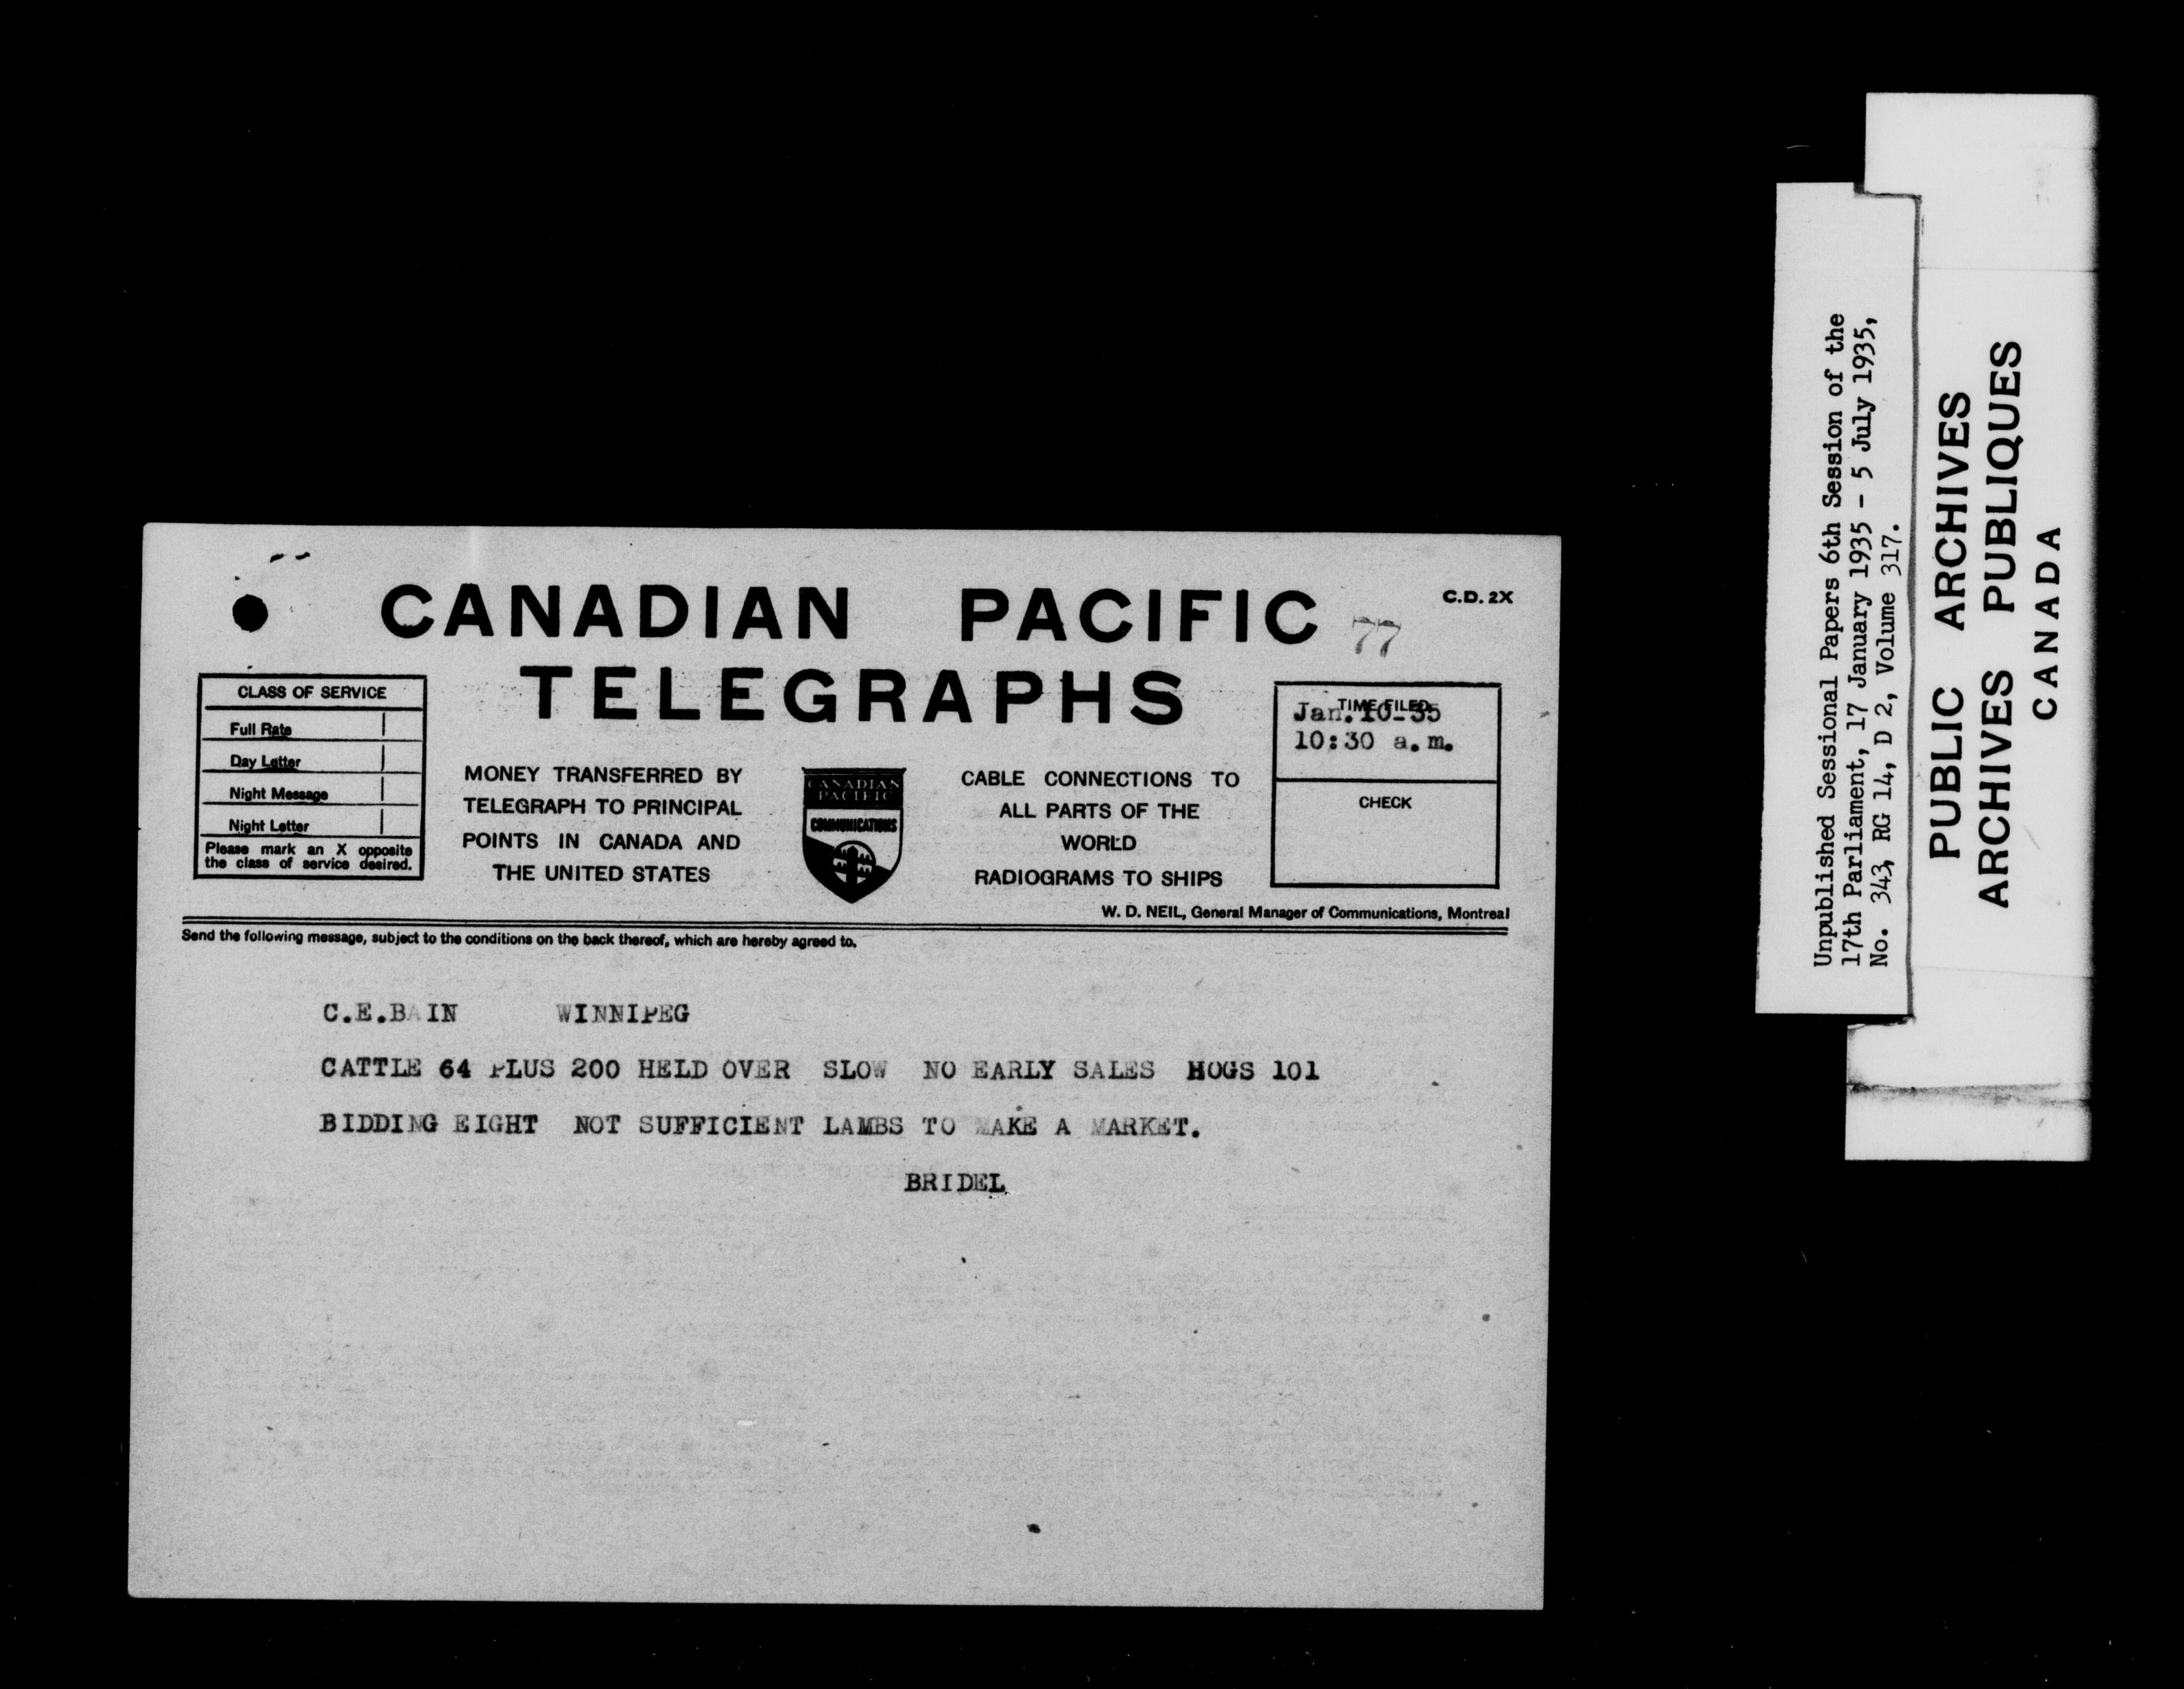 CANADIAN PACIFIC
77
C.D. 2X
TELEGRAPHS
CLASS OF SERVICE
Full Rate
Day Letter
Night Message
Night Letter
Please mark an X opposite
the class of service desired.
MONEY TRANSFERRED BY
TELEGRAPH TO PRINCIPAL
POINTS IN CANADA AND
THE UNITED STATES
CANADIAN
PACIFIC
COMMUNICATIONS
CABLE CONNECTIONS TO
ALL PARTS OF THE
WORLD
RADIOGRAMS TO SHIPS
TIME FILED
Jan.10-35
10:30 a.m.
CHECK
W. D. NEIL, General Manager of Communications, Montreal
Send the following message, subject to the conditions on the back thereof, which are hereby agreed to.
C.E.BAIN WINNIPEG
CATTLE 64 PLUS 200 HELD OVER SLOW NO EARLY SALES HOGS 101
BIDDING EIGHT NOT SUFFICIENT LAMBS TO MAKE A MARKET.
BRIDEL
Unpublished Sessional Papers 6th Session of the
17th Parliament, 17 January 1935 - 5 July 1935,
No. 343, RG 14, D 2, Volume 317.
PUBLIC ARCHIVES
ARCHIVES PUBLIQUES
CANADA